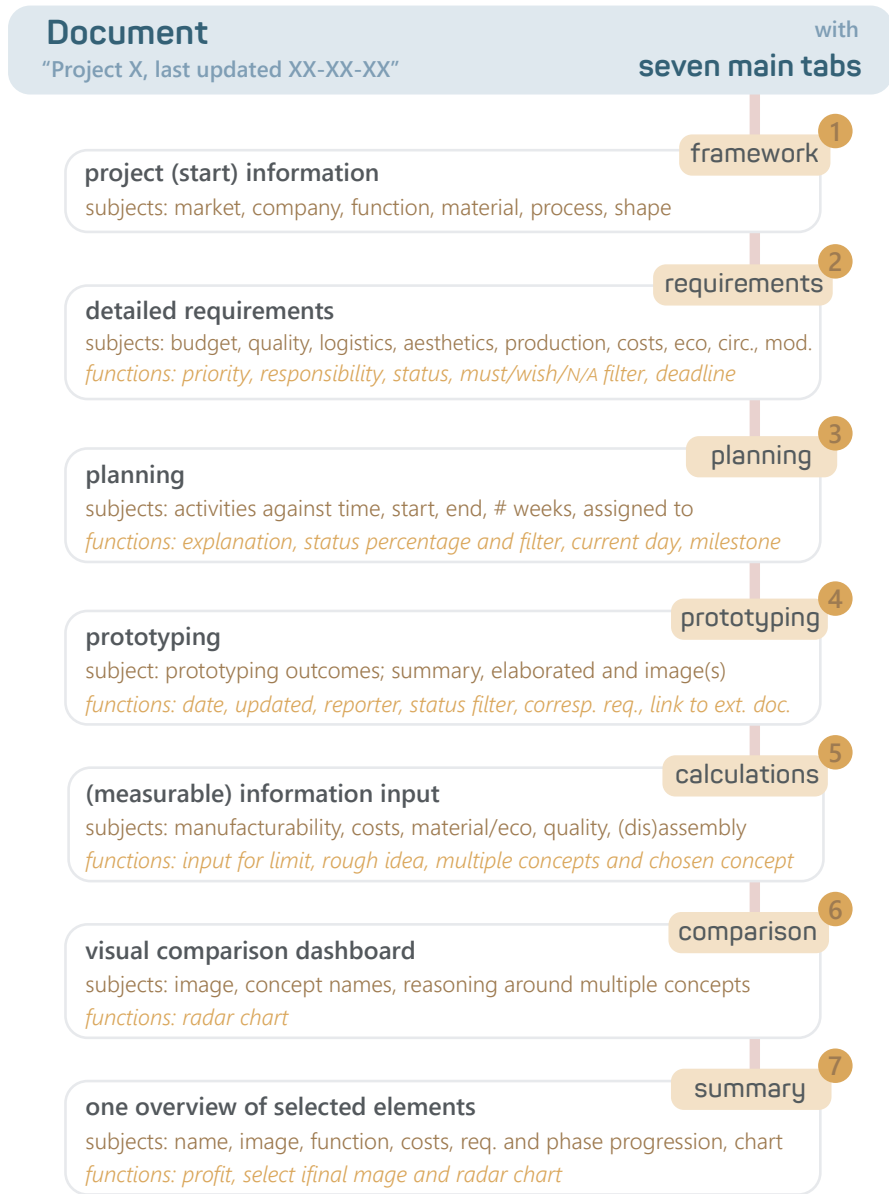 Document
with
"Project X, last updated XX-XX-XX"
seven main tabs
1
framework
project (start) information
subjects: market, company, function, material, process, shape
2
requirements
detailed requirements
subjects: budget, quality, logistics, aesthetics, production, costs, eco, circ., mod.
functions: priority, responsibility, status, must/wish/N/A filter, deadline
3
planning
planning
subjects: activities against time, start, end, # weeks, assigned to
functions: explanation, status percentage and filter, current day, milestone
4
prototyping
prototyping
subject: prototyping outcomes; summary, elaborated and image(s)
functions: date, updated, reporter, status filter, corresp. req., link to ext. doc.
5
calculations
(measurable) information input
subjects: manufacturability, costs, material/eco, quality, (dis)assembly
functions: input for limit, rough idea, multiple concepts and chosen concept
6
comparison
visual comparison dashboard
subjects: image, concept names, reasoning around multiple concepts
functions: radar chart
7
summary
one overview of selected elements
subjects: name, image, function, costs, req. and phase progression, chart
functions: profit, select ifinal mage and radar chart